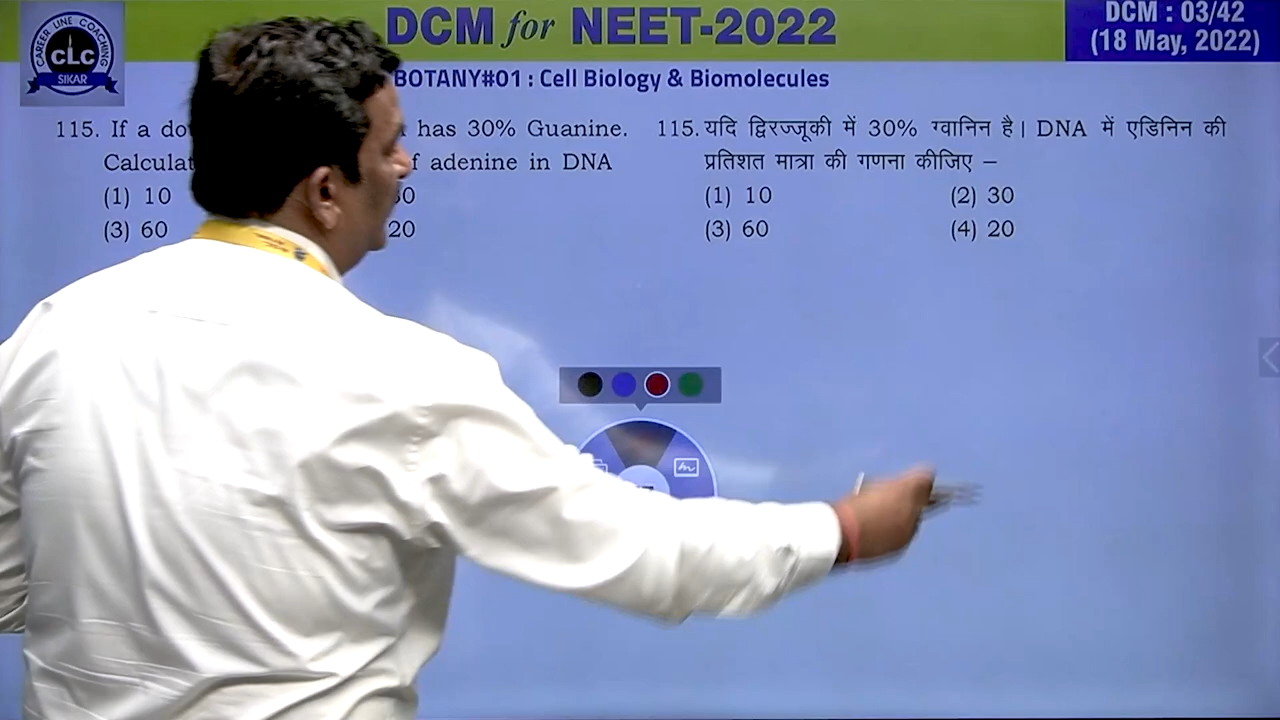 CAREER LINE COACHING
CLC
SIKAR
DCM for NEET-2022
DCM : 03/42
(18 May, 2022)
BOTANY#01 : Cell Biology & Biomolecules
115. If a do has 30% Guanine.
Calculat f adenine in DNA
(1) 10
(3) 60 20
115. यदि द्विरज्जूकी में 30% ग्वानिन है। DNA में एडिनिन की
प्रतिशत मात्रा की गणना कीजिए –
(1) 10 (2) 30
(3) 60 (4) 20